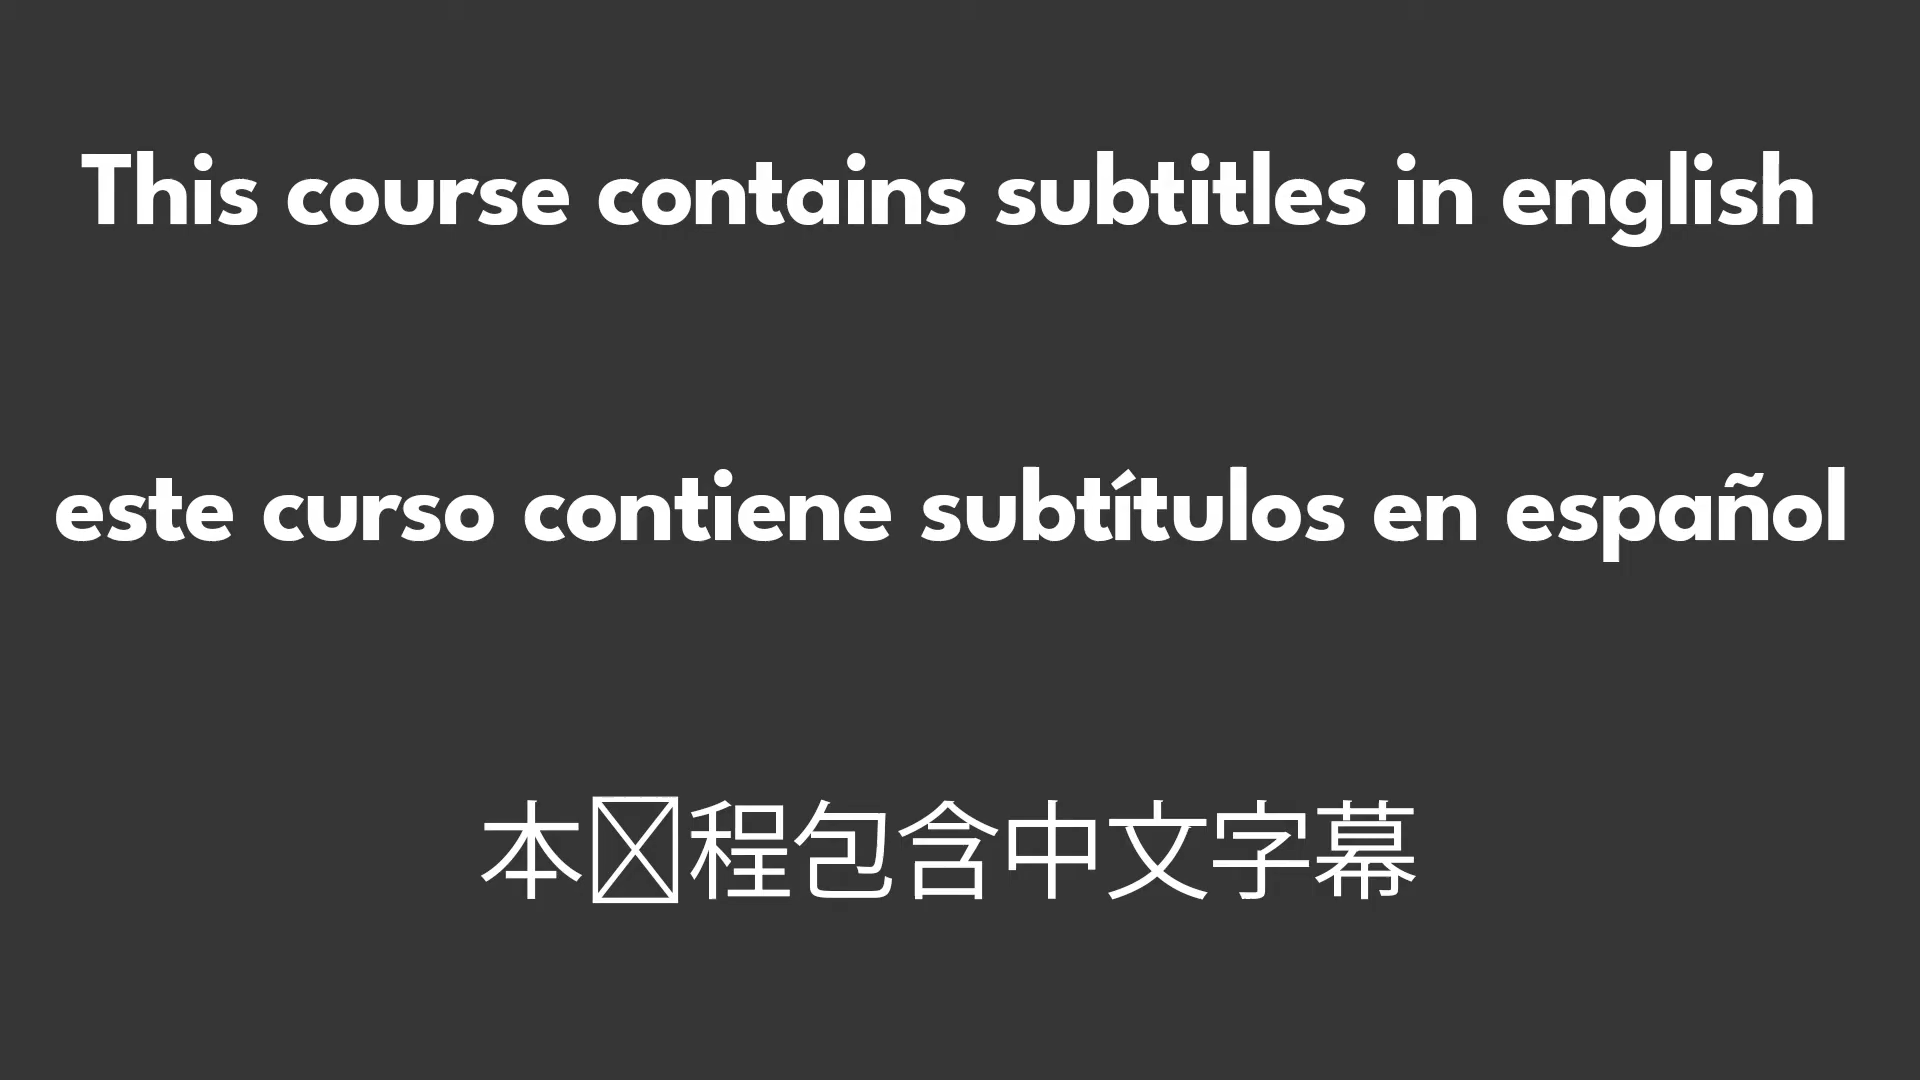 This course contains subtitles in english
este curso contiene subtítulos en español
本程包含中文字幕